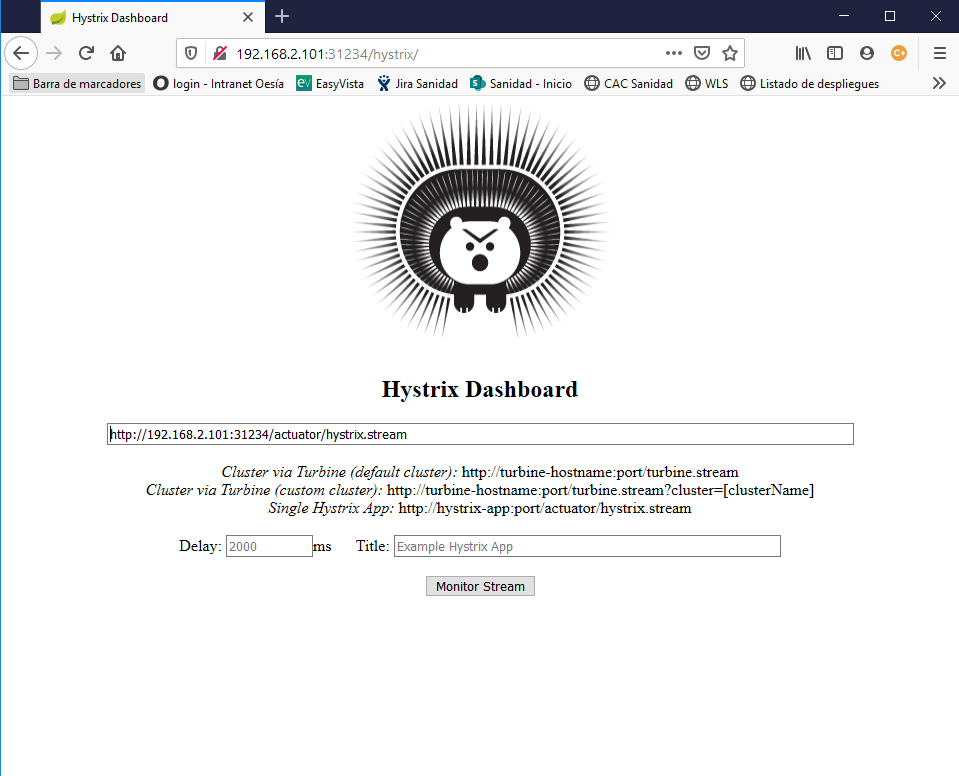 Hystrix Dashboard
192.168.2.101:31234/hystrix/
Barra de marcadores login - Intranet Oesía EasyVista Jira Sanidad Sanidad - Inicio CAC Sanidad WLS Listado de despliegues
Hystrix Dashboard
http://192.168.2.101:31234/actuator/hystrix.stream
Cluster via Turbine (default cluster): http://turbine-hostname:port/turbine.stream
Cluster via Turbine (custom cluster): http://turbine-hostname:port/turbine.stream?cluster=[clusterName]
Single Hystrix App: http://hystrix-app:port/actuator/hystrix.stream
Delay: 2000 ms Title: Example Hystrix App
Monitor Stream